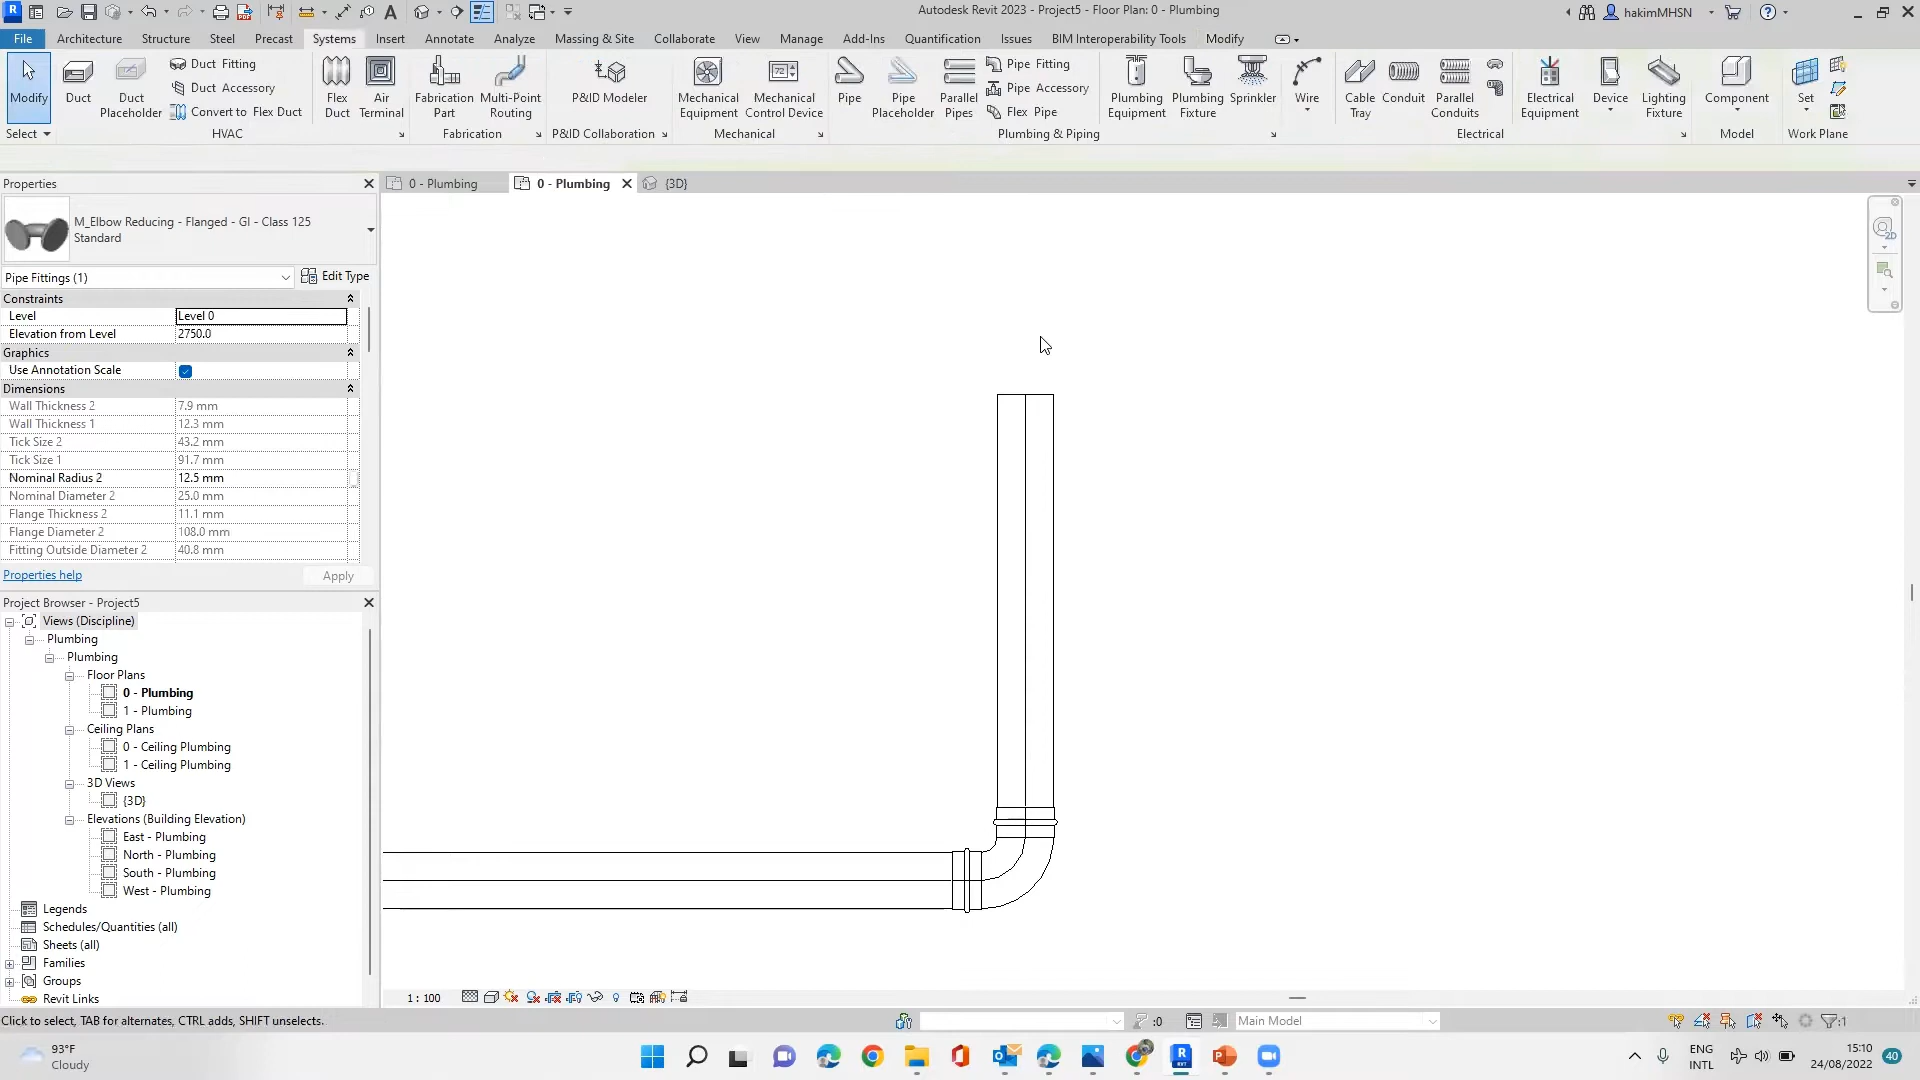 Autodesk Revit 2023 - Project5 - Floor Plan: 0 - Plumbing
hakimMHSN
File Architecture Structure Steel Precast Systems Insert Annotate Analyze Massing & Site Collaborate View Manage Add-Ins Quantification Issues BIM Interoperability Tools Modify
Modify
Duct
Duct Placeholder
Duct Fitting
Duct Accessory
Convert to Flex Duct
Flex Duct
Air Terminal
Fabrication Part
Multi-Point Routing
P&ID Modeler
Mechanical Equipment
Mechanical Control Device
Pipe
Pipe Placeholder
Parallel Pipes
Pipe Fitting
Pipe Accessory
Flex Pipe
Plumbing Equipment
Plumbing Fixture
Sprinkler
Wire
Cable Tray
Conduit
Parallel Conduits
Electrical Equipment
Device
Lighting Fixture
Component
Set
Select HVAC Fabrication P&ID Collaboration Mechanical Plumbing & Piping Electrical Model Work Plane
Properties
0 - Plumbing
0 - Plumbing
{3D}
M_Elbow Reducing - Flanged - GI - Class 125
Standard
Pipe Fittings (1)
Edit Type
Constraints
Level Level 0
Elevation from Level 2750.0
Graphics
Use Annotation Scale
Dimensions
Wall Thickness 2 7.9 mm
Wall Thickness 1 12.3 mm
Tick Size 2 43.2 mm
Tick Size 1 91.7 mm
Nominal Radius 2 12.5 mm
Nominal Diameter 2 25.0 mm
Flange Thickness 2 11.1 mm
Flange Diameter 2 108.0 mm
Fitting Outside Diameter 2 40.8 mm
Properties help
Apply
Project Browser - Project5
Views (Discipline)
Plumbing
Plumbing
Floor Plans
0 - Plumbing
1 - Plumbing
Ceiling Plans
0 - Ceiling Plumbing
1 - Ceiling Plumbing
3D Views
{3D}
Elevations (Building Elevation)
East - Plumbing
North - Plumbing
South - Plumbing
West - Plumbing
Legends
Schedules/Quantities (all)
Sheets (all)
Families
Groups
Revit Links
1 : 100
Click to select, TAB for alternates, CTRL adds, SHIFT unselects.
:0
Main Model
:1
93°F
Cloudy
ENG
INTL
15:10
24/08/2022
40